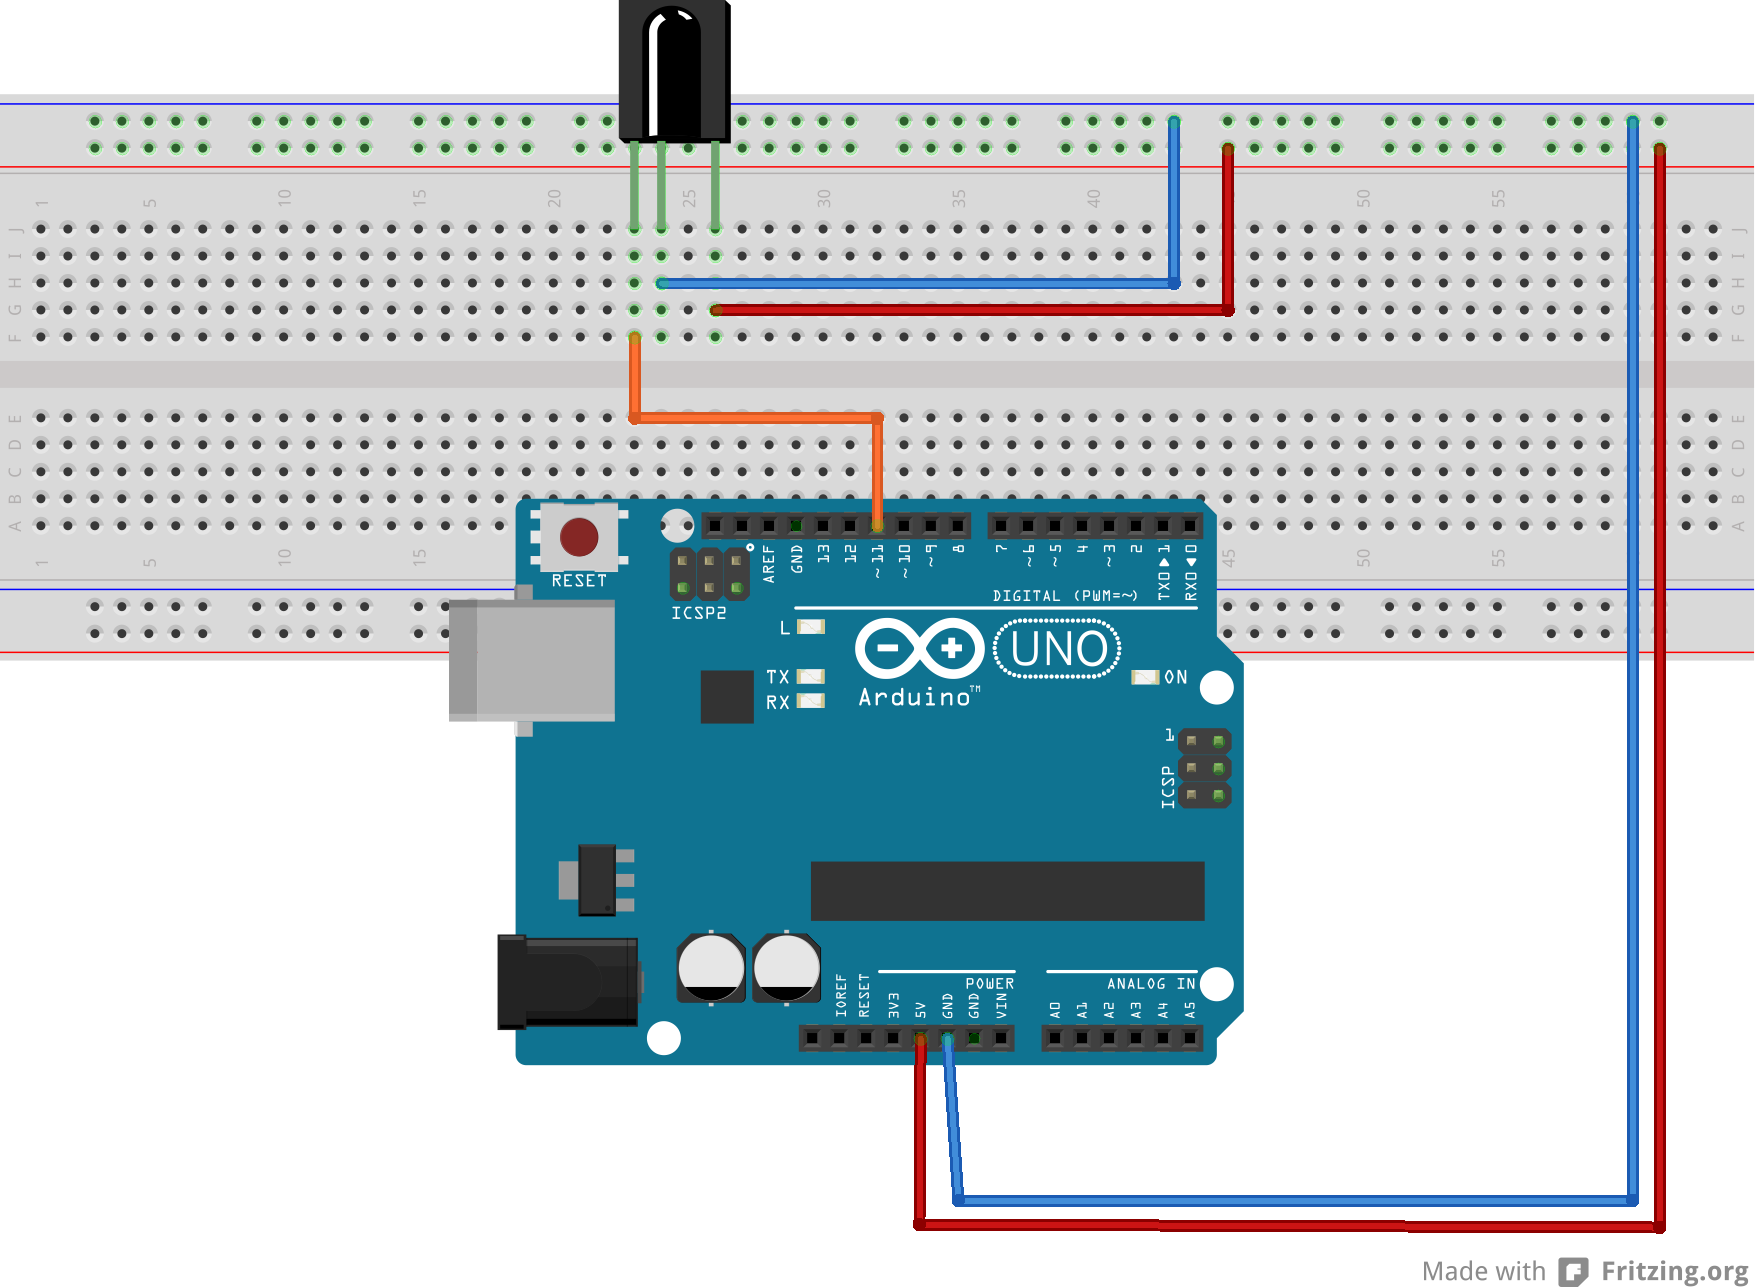 1 5 10 15 20 25 30 35 40 50 55
J J
I I
H H
G G
F F
E E
D D
C C
B B
A A
1 5 10 15 45 50 55
RESET
AREF GND 13 12 ~11 ~10 ~9 8 7 ~6 ~5 4 ~3 2 TX0 1 RX0 0
ICSP2
DIGITAL (PWM=~)
L
UNO
TX
ON
RX
Arduino™
1
ICSP
POWER
ANALOG IN
IOREF RESET 3V3 5V GND GND VIN A0 A1 A2 A3 A4 A5
Made with Fritzing.org